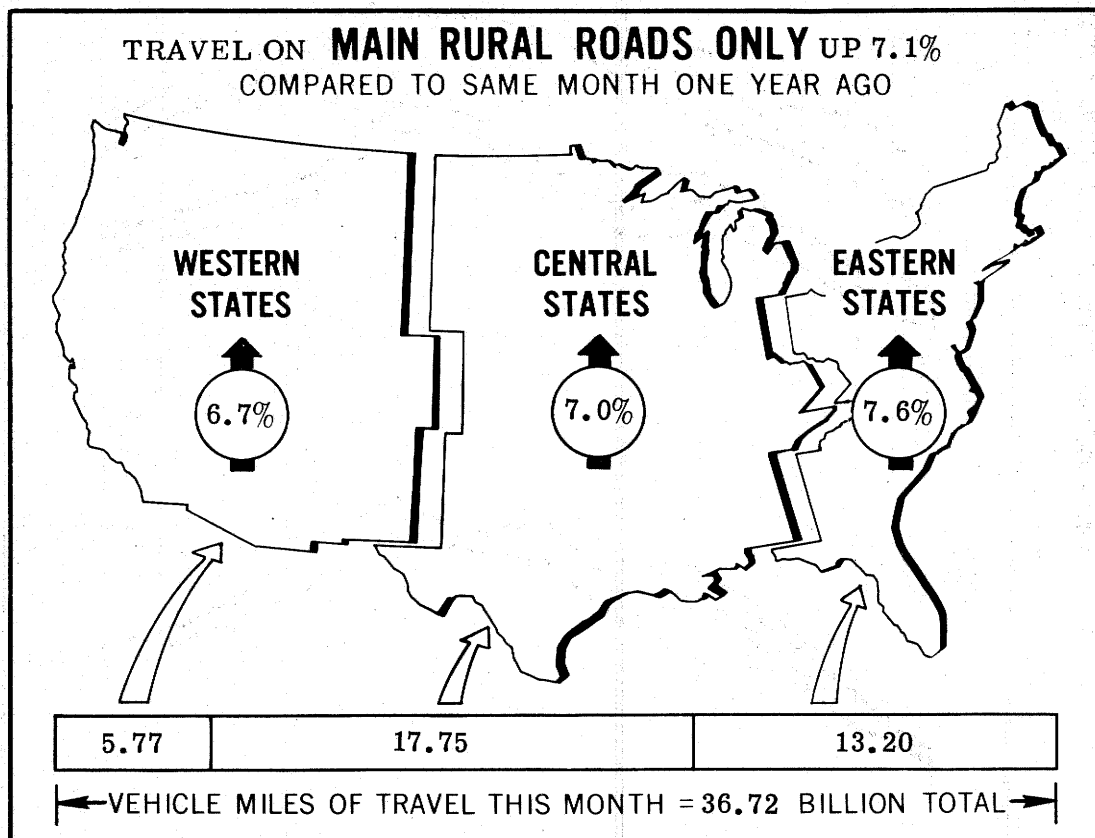 TRAVEL ON MAIN RURAL ROADS ONLY UP 7.1%
COMPARED TO SAME MONTH ONE YEAR AGO
WESTERN
STATES
6.7%
CENTRAL
STATES
7.0%
EASTERN
STATES
7.6%
5.77 17.75 13.20
VEHICLE MILES OF TRAVEL THIS MONTH = 36.72 BILLION TOTAL